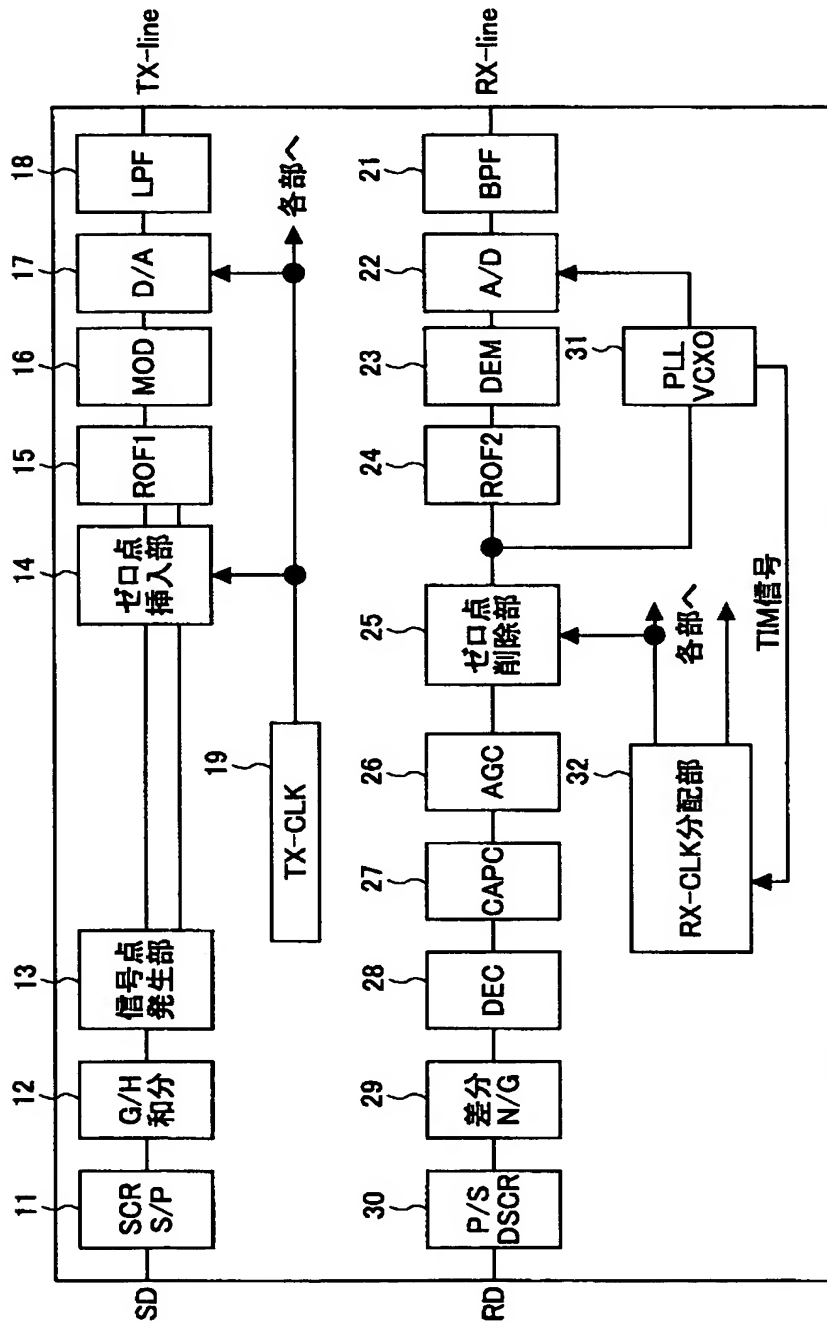 SD
11
SCR
S/P
12
G/H
和分
13
信号点
発生部
14
ゼロ点
挿入部
15
ROF1
16
MOD
17
D/A
18
LPF
TX-line
19
TX-CLK
各部へ
RD
30
P/S
DSCR
29
差分
N/G
28
DEC
27
CAPC
26
AGC
25
ゼロ点
削除部
24
ROF2
23
DEM
22
A/D
21
BPF
RX-line
31
PLL
VCXO
32
RX-CLK分配部
各部へ
TIM信号